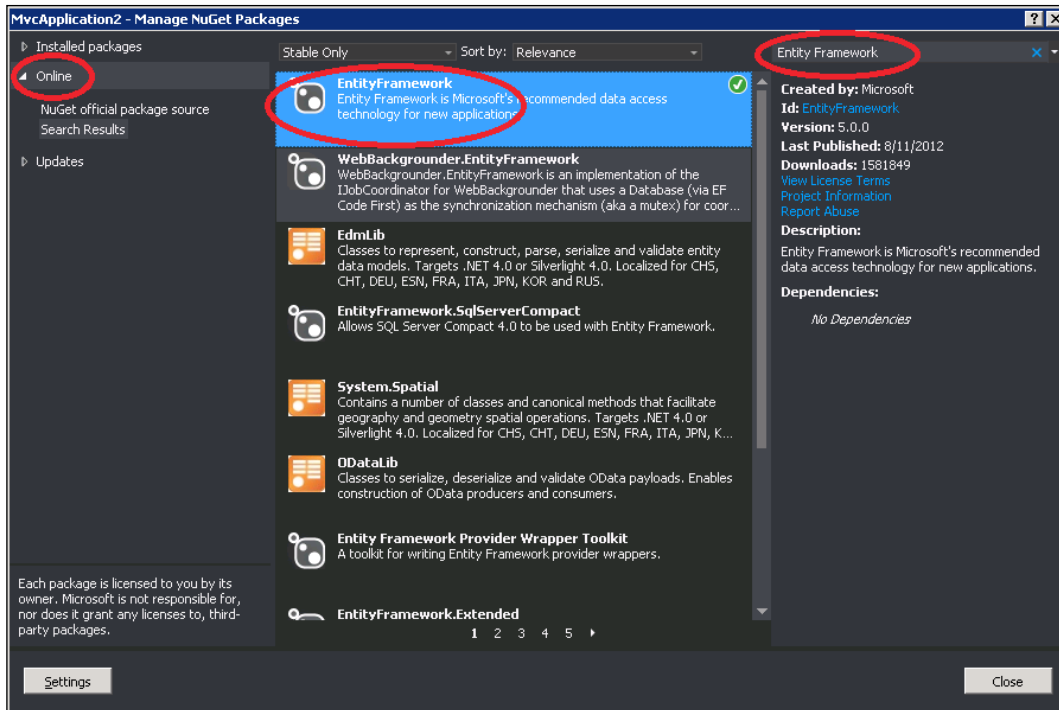 MvcApplication2 - Manage NuGet Packages
Installed packages
Online
NuGet official package source
Search Results
Updates
Each package is licensed to you by its
owner. Microsoft is not responsible for,
nor does it grant any licenses to, third-
party packages.
Stable Only
Sort by: Relevance
EntityFramework
Entity Framework is Microsoft's recommended data access
technology for new applications.
WebBackgrounder.EntityFramework
WebBackgrounder.EntityFramework is an implementation of the
IJobCoordinator for WebBackgrounder that uses a Database (via EF
Code First) as the synchronization mechanism (aka a mutex) for coor...
EdmLib
Classes to represent, construct, parse, serialize and validate entity
data models. Targets .NET 4.0 or Silverlight 4.0. Localized for CHS,
CHT, DEU, ESN, FRA, ITA, JPN, KOR and RUS.
EntityFramework.SqlServerCompact
Allows SQL Server Compact 4.0 to be used with Entity Framework.
System.Spatial
Contains a number of classes and canonical methods that facilitate
geography and geometry spatial operations. Targets .NET 4.0 or
Silverlight 4.0. Localized for CHS, CHT, DEU, ESN, FRA, ITA, JPN, K...
ODataLib
Classes to serialize, deserialize and validate OData payloads. Enables
construction of OData producers and consumers.
Entity Framework Provider Wrapper Toolkit
A toolkit for writing Entity Framework provider wrappers.
EntityFramework.Extended
1 2 3 4 5
Entity Framework
Created by: Microsoft
Id: EntityFramework
Version: 5.0.0
Last Published: 8/11/2012
Downloads: 1581849
View License Terms
Project Information
Report Abuse
Description:
Entity Framework is Microsoft's recommended
data access technology for new applications.
Dependencies:
No Dependencies
Settings
Close